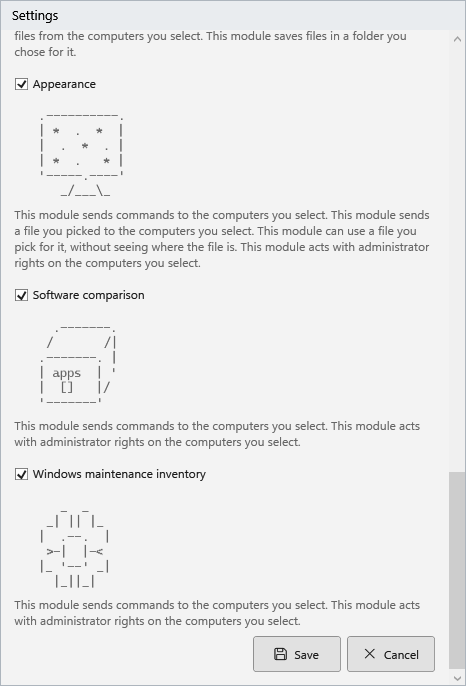 Settings
files from the computers you select. This module saves files in a folder you
chose for it.
Appearance
.----------.
| *  .  *  |
|  .  *  . |
| *  .   * |
'-----.----'
_/___\_
This module sends commands to the computers you select. This module sends
a file you picked to the computers you select. This module can use a file you
pick for it, without seeing where the file is. This module acts with administrator
rights on the computers you select.
Software comparison
.-------.
/       /|
.-------. |
| apps  | '
|  []   |/
'-------'
This module sends commands to the computers you select. This module acts
with administrator rights on the computers you select.
Windows maintenance inventory
_  _
_| || |_
|  .--.  |
>-|  |-<
|_ '--' _|
|_||_|
This module sends commands to the computers you select. This module acts
with administrator rights on the computers you select.
Save
Cancel